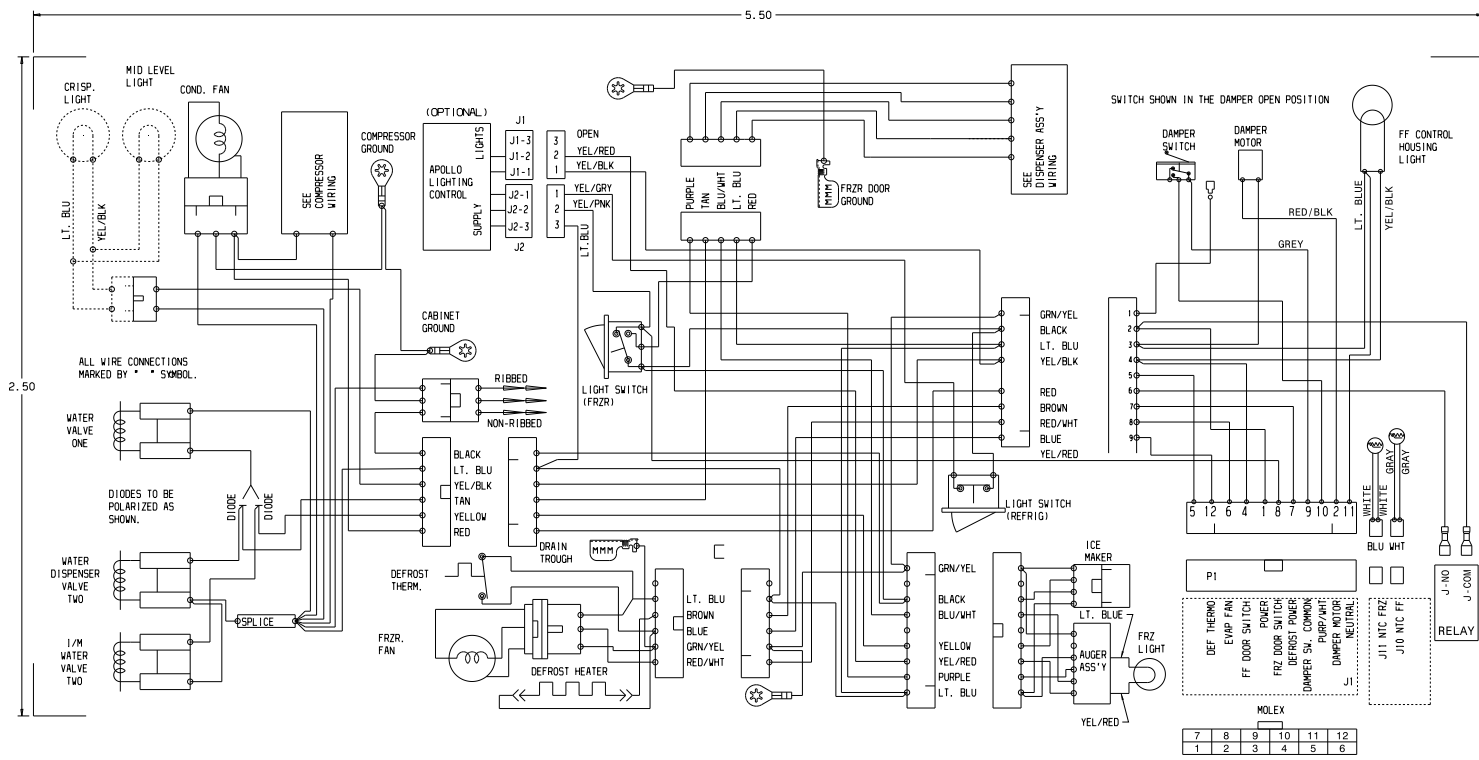 5.50
2.50
CRISP.
LIGHT
MID LEVEL
LIGHT
COND. FAN
LT. BLU
YEL/BLK
SEE
COMPRESSOR
WIRING
COMPRESSOR
GROUND
(OPTIONAL)
APOLLO
LIGHTING
CONTROL
LIGHTS
SUPPLY
J1
J1-3
J1-2
J1-1
J2-1
J2-2
J2-3
J2
3
2
1
1
2
3
OPEN
YEL/RED
YEL/BLK
YEL/GRY
YEL/PNK
LT.BLU
PURPLE
TAN
BLU/WHT
LT. BLU
RED
FRZR DOOR
GROUND
SEE
DISPENSER ASS'Y
WIRING
SWITCH SHOWN IN THE DAMPER OPEN POSITION
DAMPER
SWITCH
DAMPER
MOTOR
FF CONTROL
HOUSING
LIGHT
LT. BLUE
YEL/BLK
RED/BLK
GREY
CABINET
GROUND
ALL WIRE CONNECTIONS
MARKED BY " " SYMBOL.
RIBBED
NON-RIBBED
LIGHT SWITCH
(FRZR)
GRN/YEL
BLACK
LT. BLU
YEL/BLK
RED
BROWN
RED/WHT
BLUE
YEL/RED
1
2
3
4
5
6
7
8
9
WATER
VALVE
ONE
DIODES TO BE
POLARIZED AS
SHOWN.
DIODE
DIODE
BLACK
LT. BLU
YEL/BLK
TAN
YELLOW
RED
LIGHT SWITCH
(REFRIG)
5 12 6 4 1 8 7 9 10 2 11
WHITE
WHITE
GRAY
GRAY
BLU WHT
WATER
DISPENSER
VALVE
TWO
SPLICE
I/M
WATER
VALVE
TWO
DEFROST
THERM.
DRAIN
TROUGH
FRZR.
FAN
DEFROST HEATER
LT. BLU
BROWN
BLUE
GRN/YEL
RED/WHT
GRN/YEL
BLACK
BLU/WHT
YELLOW
YEL/RED
PURPLE
LT. BLU
ICE
MAKER
LT. BLUE
AUGER
ASS'Y
FRZ
LIGHT
YEL/RED
P1
DEF THERMO
EVAP FAN
FF DOOR SWITCH
POWER
FRZ DOOR SWITCH
DEFROST POWER
DAMPER SW. COMMON
PURP/WHT
DAMPER MOTOR
NEUTRAL
J1
J11 NTC FRZ
J10 NTC FF
J-NO
J-COM
RELAY
MOLEX
7 8 9 10 11 12
1 2 3 4 5 6